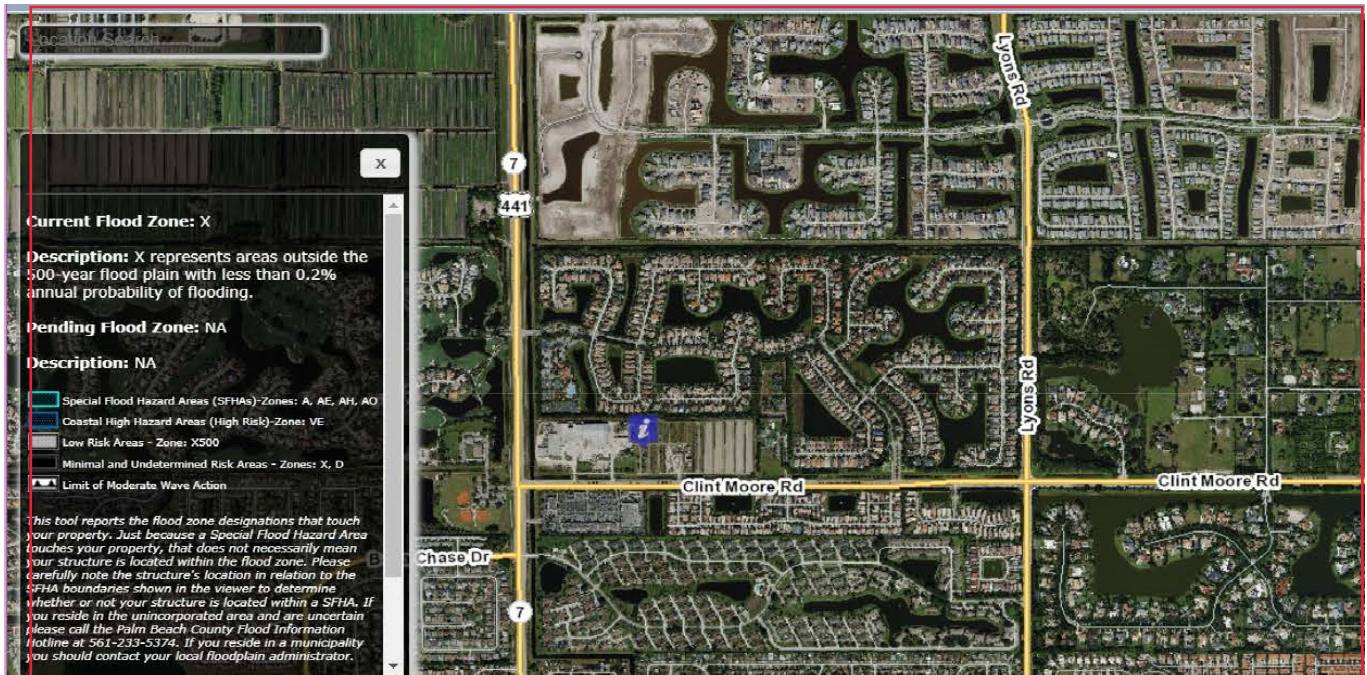 Location Search
x
Current Flood Zone: X
Description: X represents areas outside the
500-year flood plain with less than 0.2%
annual probability of flooding.
Pending Flood Zone: NA
Description: NA
Special Flood Hazard Areas (SFHAs)-Zones: A, AE, AH, AO
Coastal High Hazard Areas (High Risk)-Zone: VE
Low Risk Areas - Zone: X500
Minimal and Undetermined Risk Areas - Zones: X, D
Limit of Moderate Wave Action
This tool reports the flood zone designations that touch
your property. Just because a Special Flood Hazard Area
touches your property, that does not necessarily mean
your structure is located within the flood zone. Please
carefully note the structure's location in relation to the
SFHA boundaries shown in the viewer to determine
whether or not your structure is located within a SFHA. If
you reside in the unincorporated area and are uncertain
please call the Palm Beach County Flood Information
Hotline at 561-233-5374. If you reside in a municipality
you should contact your local floodplain administrator.
7
441
Lyons Rd
Lyons Rd
i
Clint Moore Rd
Clint Moore Rd
Chase Dr
7